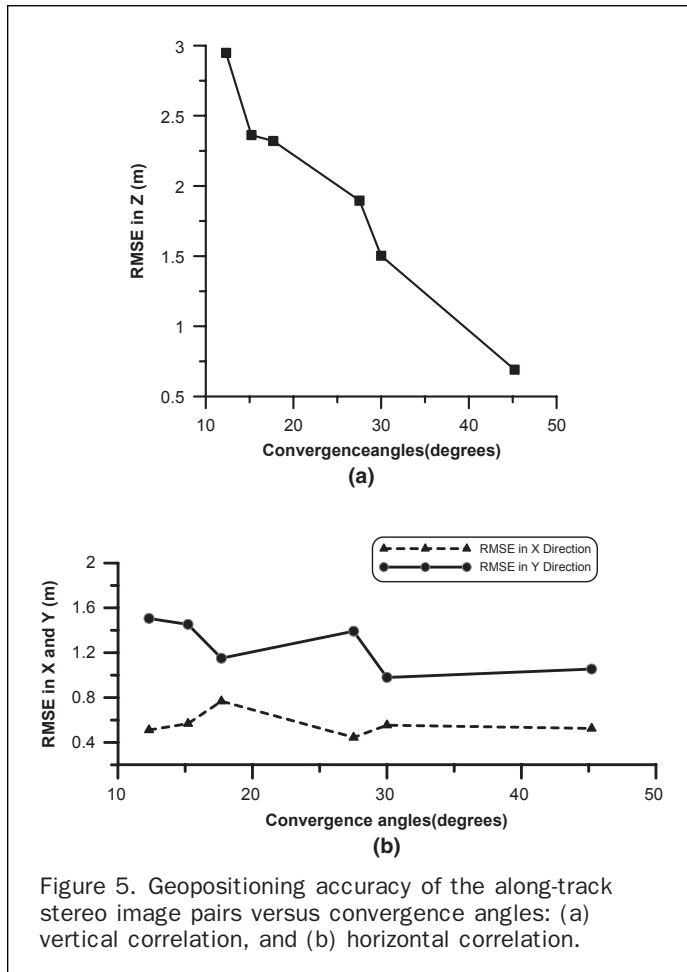 3
2.5
2
1.5
1
0.5
RMSE in Z (m)
10 20 30 40 50
Convergenceangles(degrees)
(a)
RMSE in X Direction
RMSE in Y Direction
2
1.6
1.2
0.8
0.4
RMSE in X and Y (m)
10 20 30 40 50
Convergence angles(degrees)
(b)
Figure 5. Geopositioning accuracy of the along-track
stereo image pairs versus convergence angles: (a)
vertical correlation, and (b) horizontal correlation.